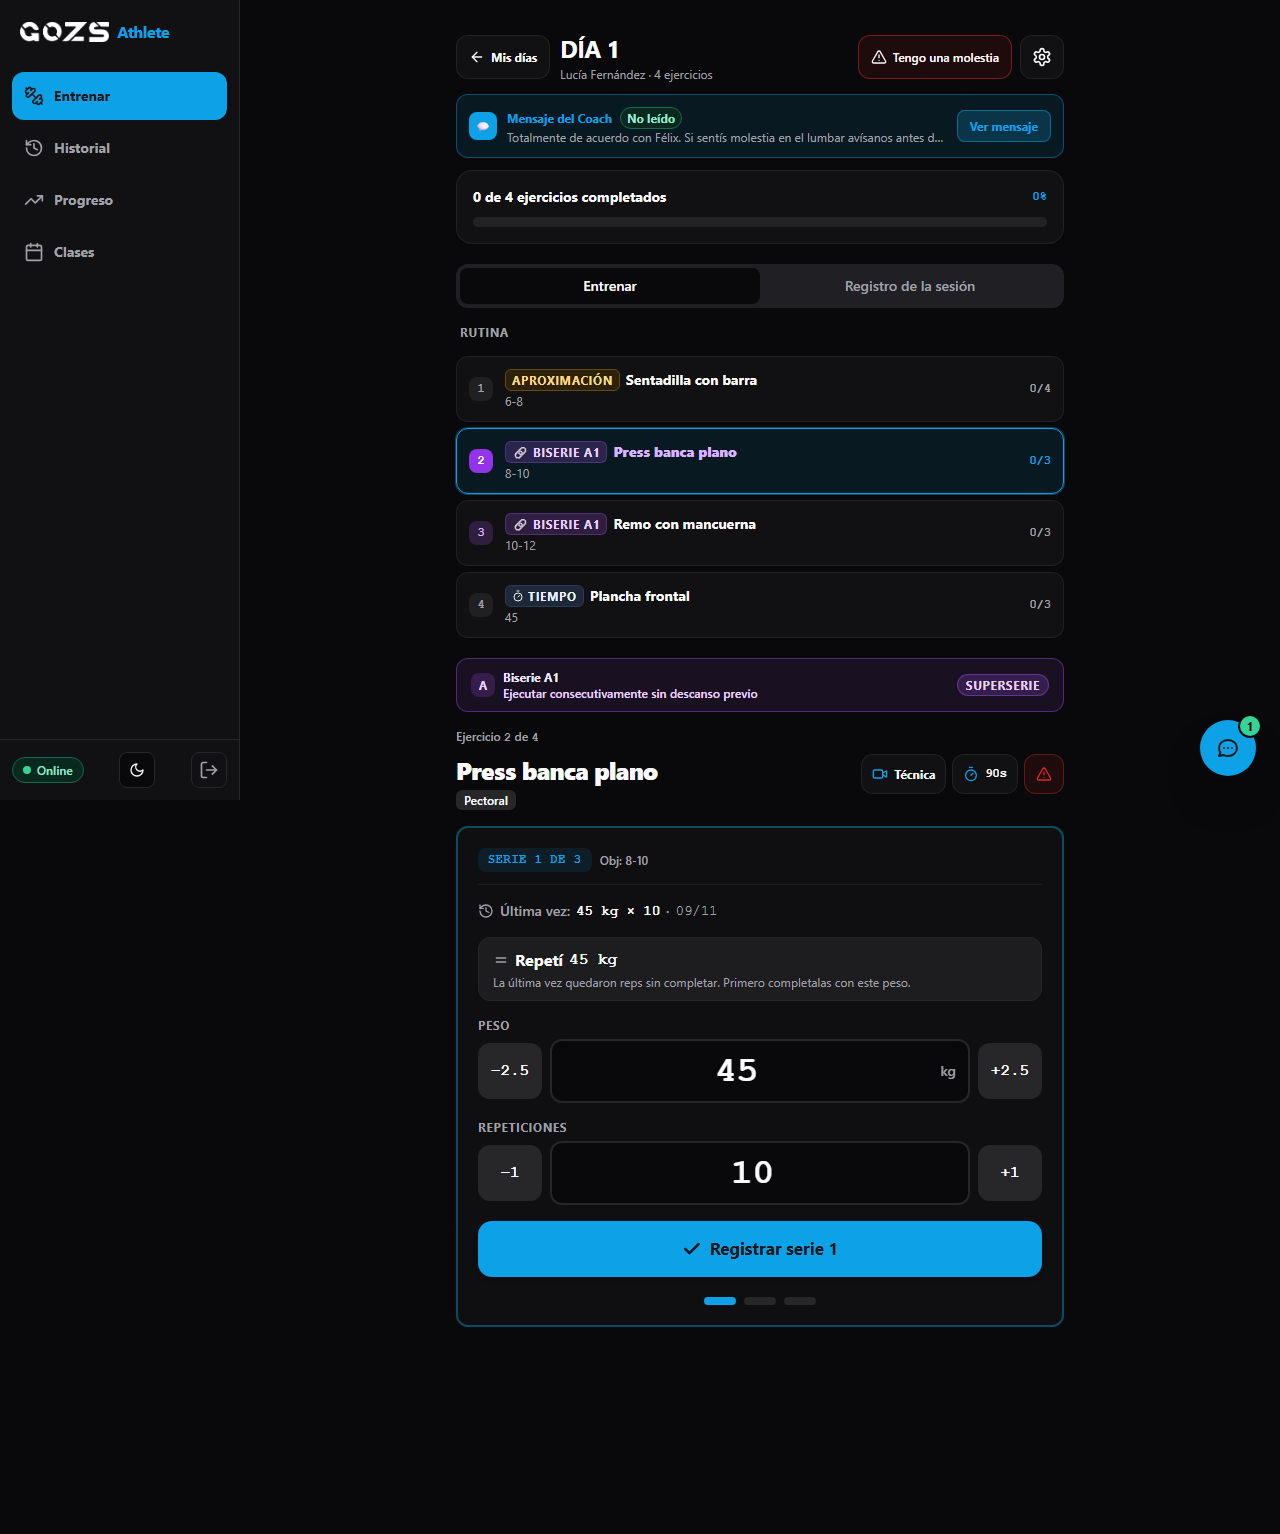 GOZS Athlete
Entrenar
Historial
Progreso
Clases
Online
Mis días
DÍA 1
Lucía Fernández · 4 ejercicios
Tengo una molestia
Mensaje del Coach No leído
Totalmente de acuerdo con Félix. Si sentís molestia en el lumbar avísanos antes d...
Ver mensaje
0 de 4 ejercicios completados
0%
Entrenar
Registro de la sesión
RUTINA
1 APROXIMACIÓN Sentadilla con barra
6-8
0/4
2 BISERIE A1 Press banca plano
8-10
0/3
3 BISERIE A1 Remo con mancuerna
10-12
0/3
4 TIEMPO Plancha frontal
45
0/3
A
Biserie A1
Ejecutar consecutivamente sin descanso previo
SUPERSERIE
Ejercicio 2 de 4
Press banca plano
Pectoral
Técnica
90s
1
SERIE 1 DE 3 Obj: 8-10
Última vez: 45 kg × 10 · 09/11
= Repetí 45 kg
La última vez quedaron reps sin completar. Primero completalas con este peso.
PESO
−2.5
45
kg
+2.5
REPETICIONES
−1
10
+1
Registrar serie 1